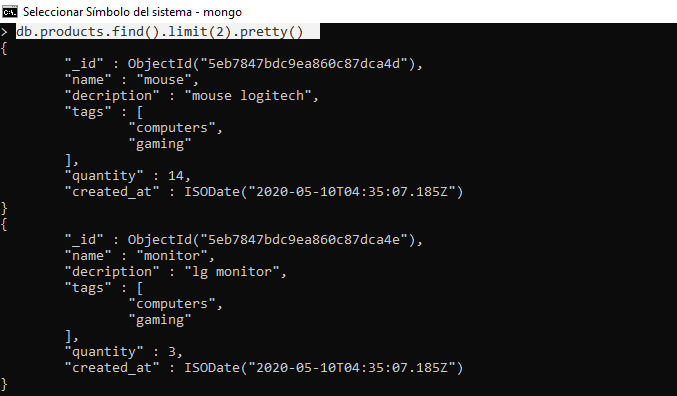 Seleccionar Símbolo del sistema - mongo
> db.products.find().limit(2).pretty()
{
        "_id" : ObjectId("5eb7847bdc9ea860c87dca4d"),
        "name" : "mouse",
        "decription" : "mouse logitech",
        "tags" : [
                "computers",
                "gaming"
        ],
        "quantity" : 14,
        "created_at" : ISODate("2020-05-10T04:35:07.185Z")
}
{
        "_id" : ObjectId("5eb7847bdc9ea860c87dca4e"),
        "name" : "monitor",
        "decription" : "lg monitor",
        "tags" : [
                "computers",
                "gaming"
        ],
        "quantity" : 3,
        "created_at" : ISODate("2020-05-10T04:35:07.185Z")
}